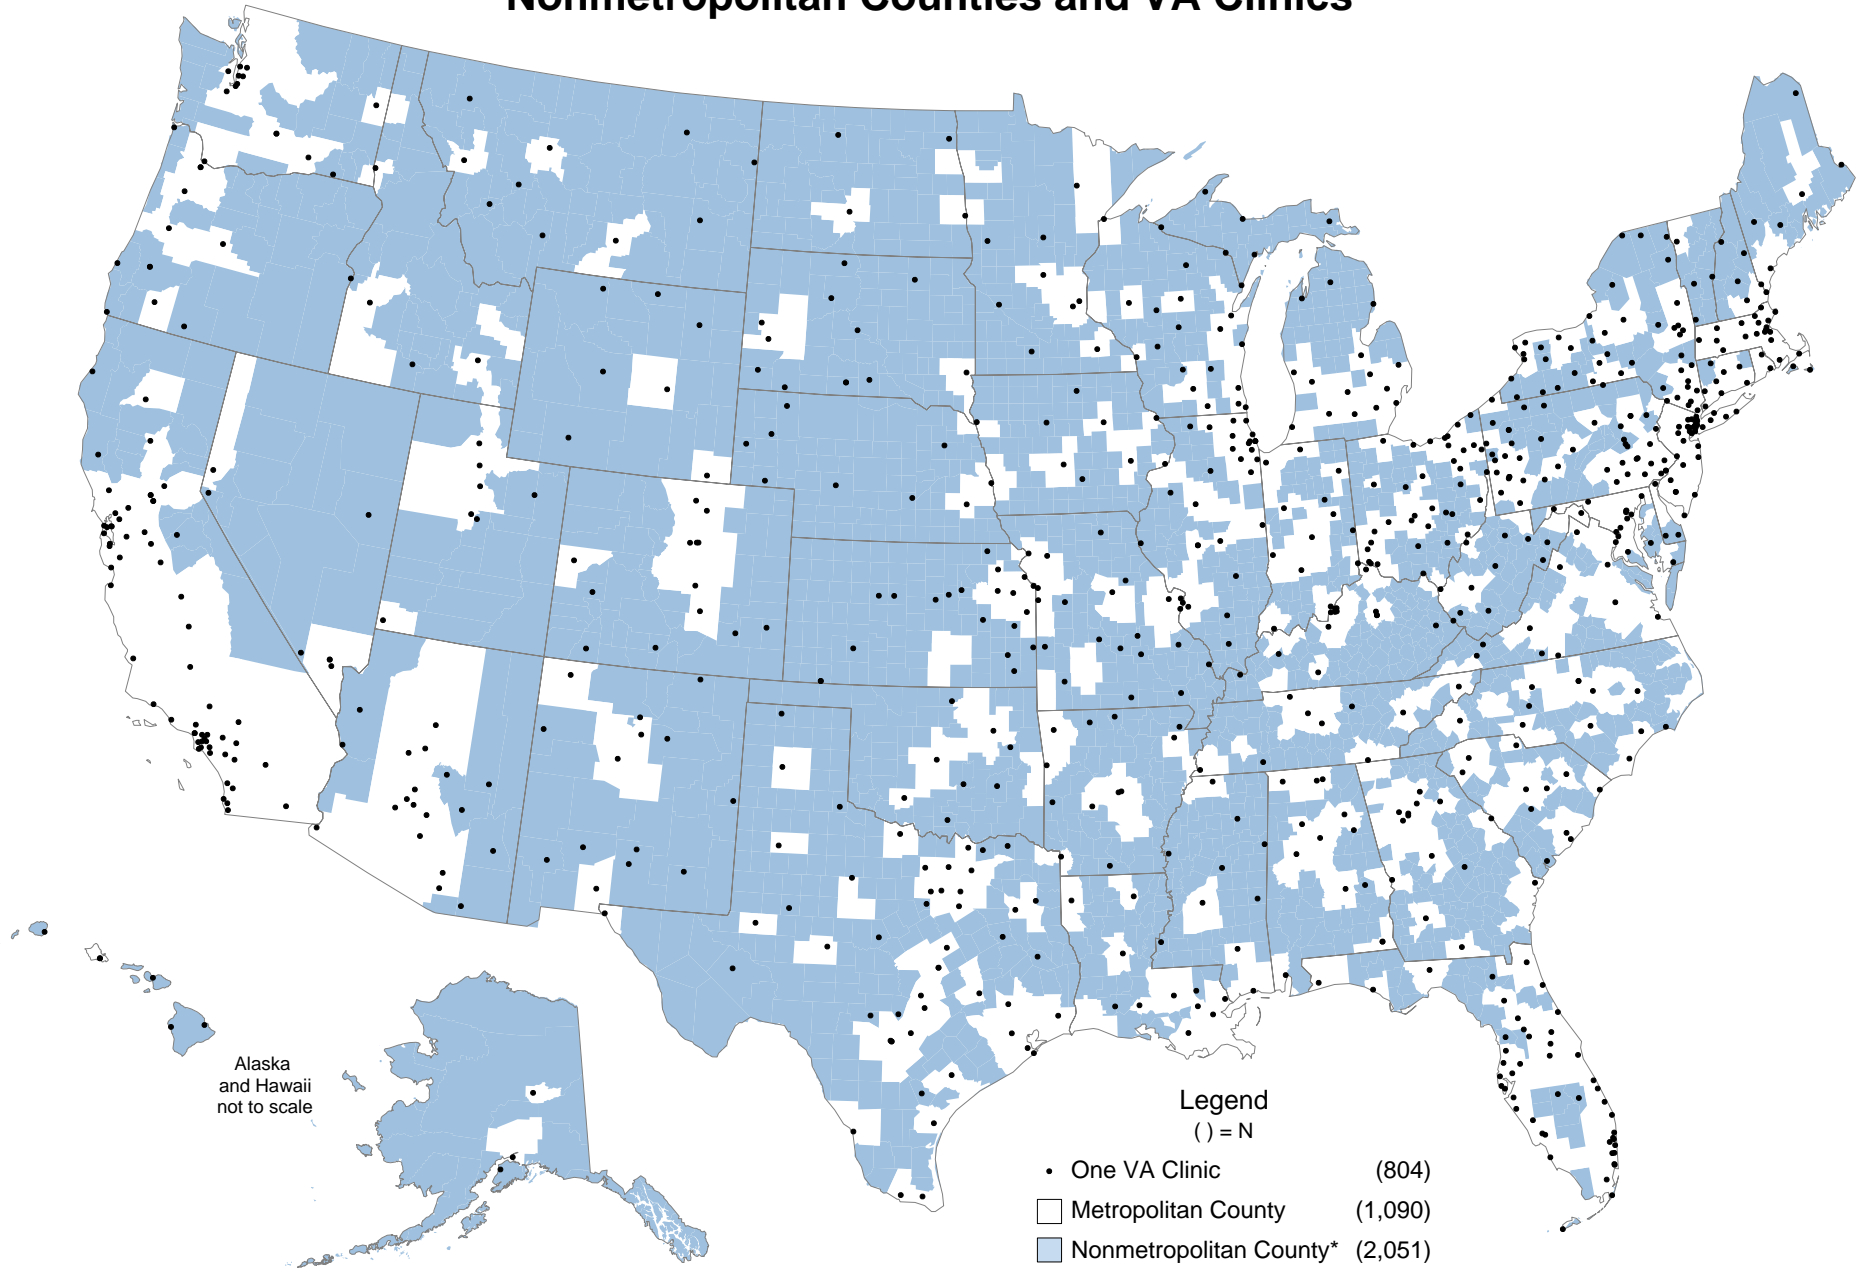 Nonmetropolitan Counties and VA Clinics
Alaska
and Hawaii
not to scale
Legend
( ) = N
One VA Clinic (804)
Metropolitan County (1,090)
Nonmetropolitan County* (2,051)